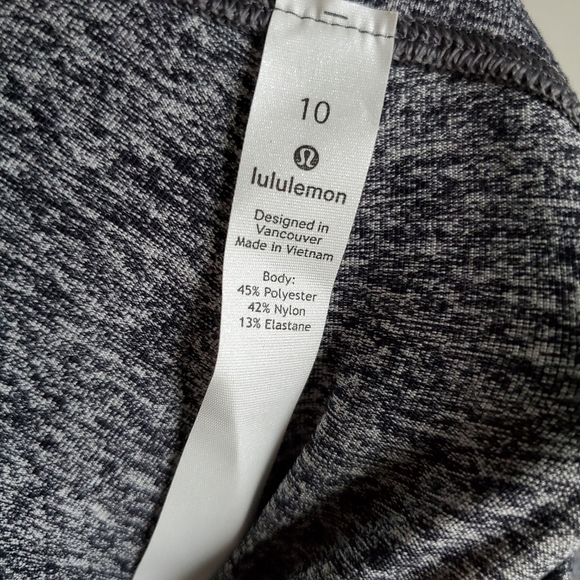 10
lululemon
Designed in
Vancouver
Made in Vietnam
Body:
45% Polyester
42% Nylon
13% Elastane